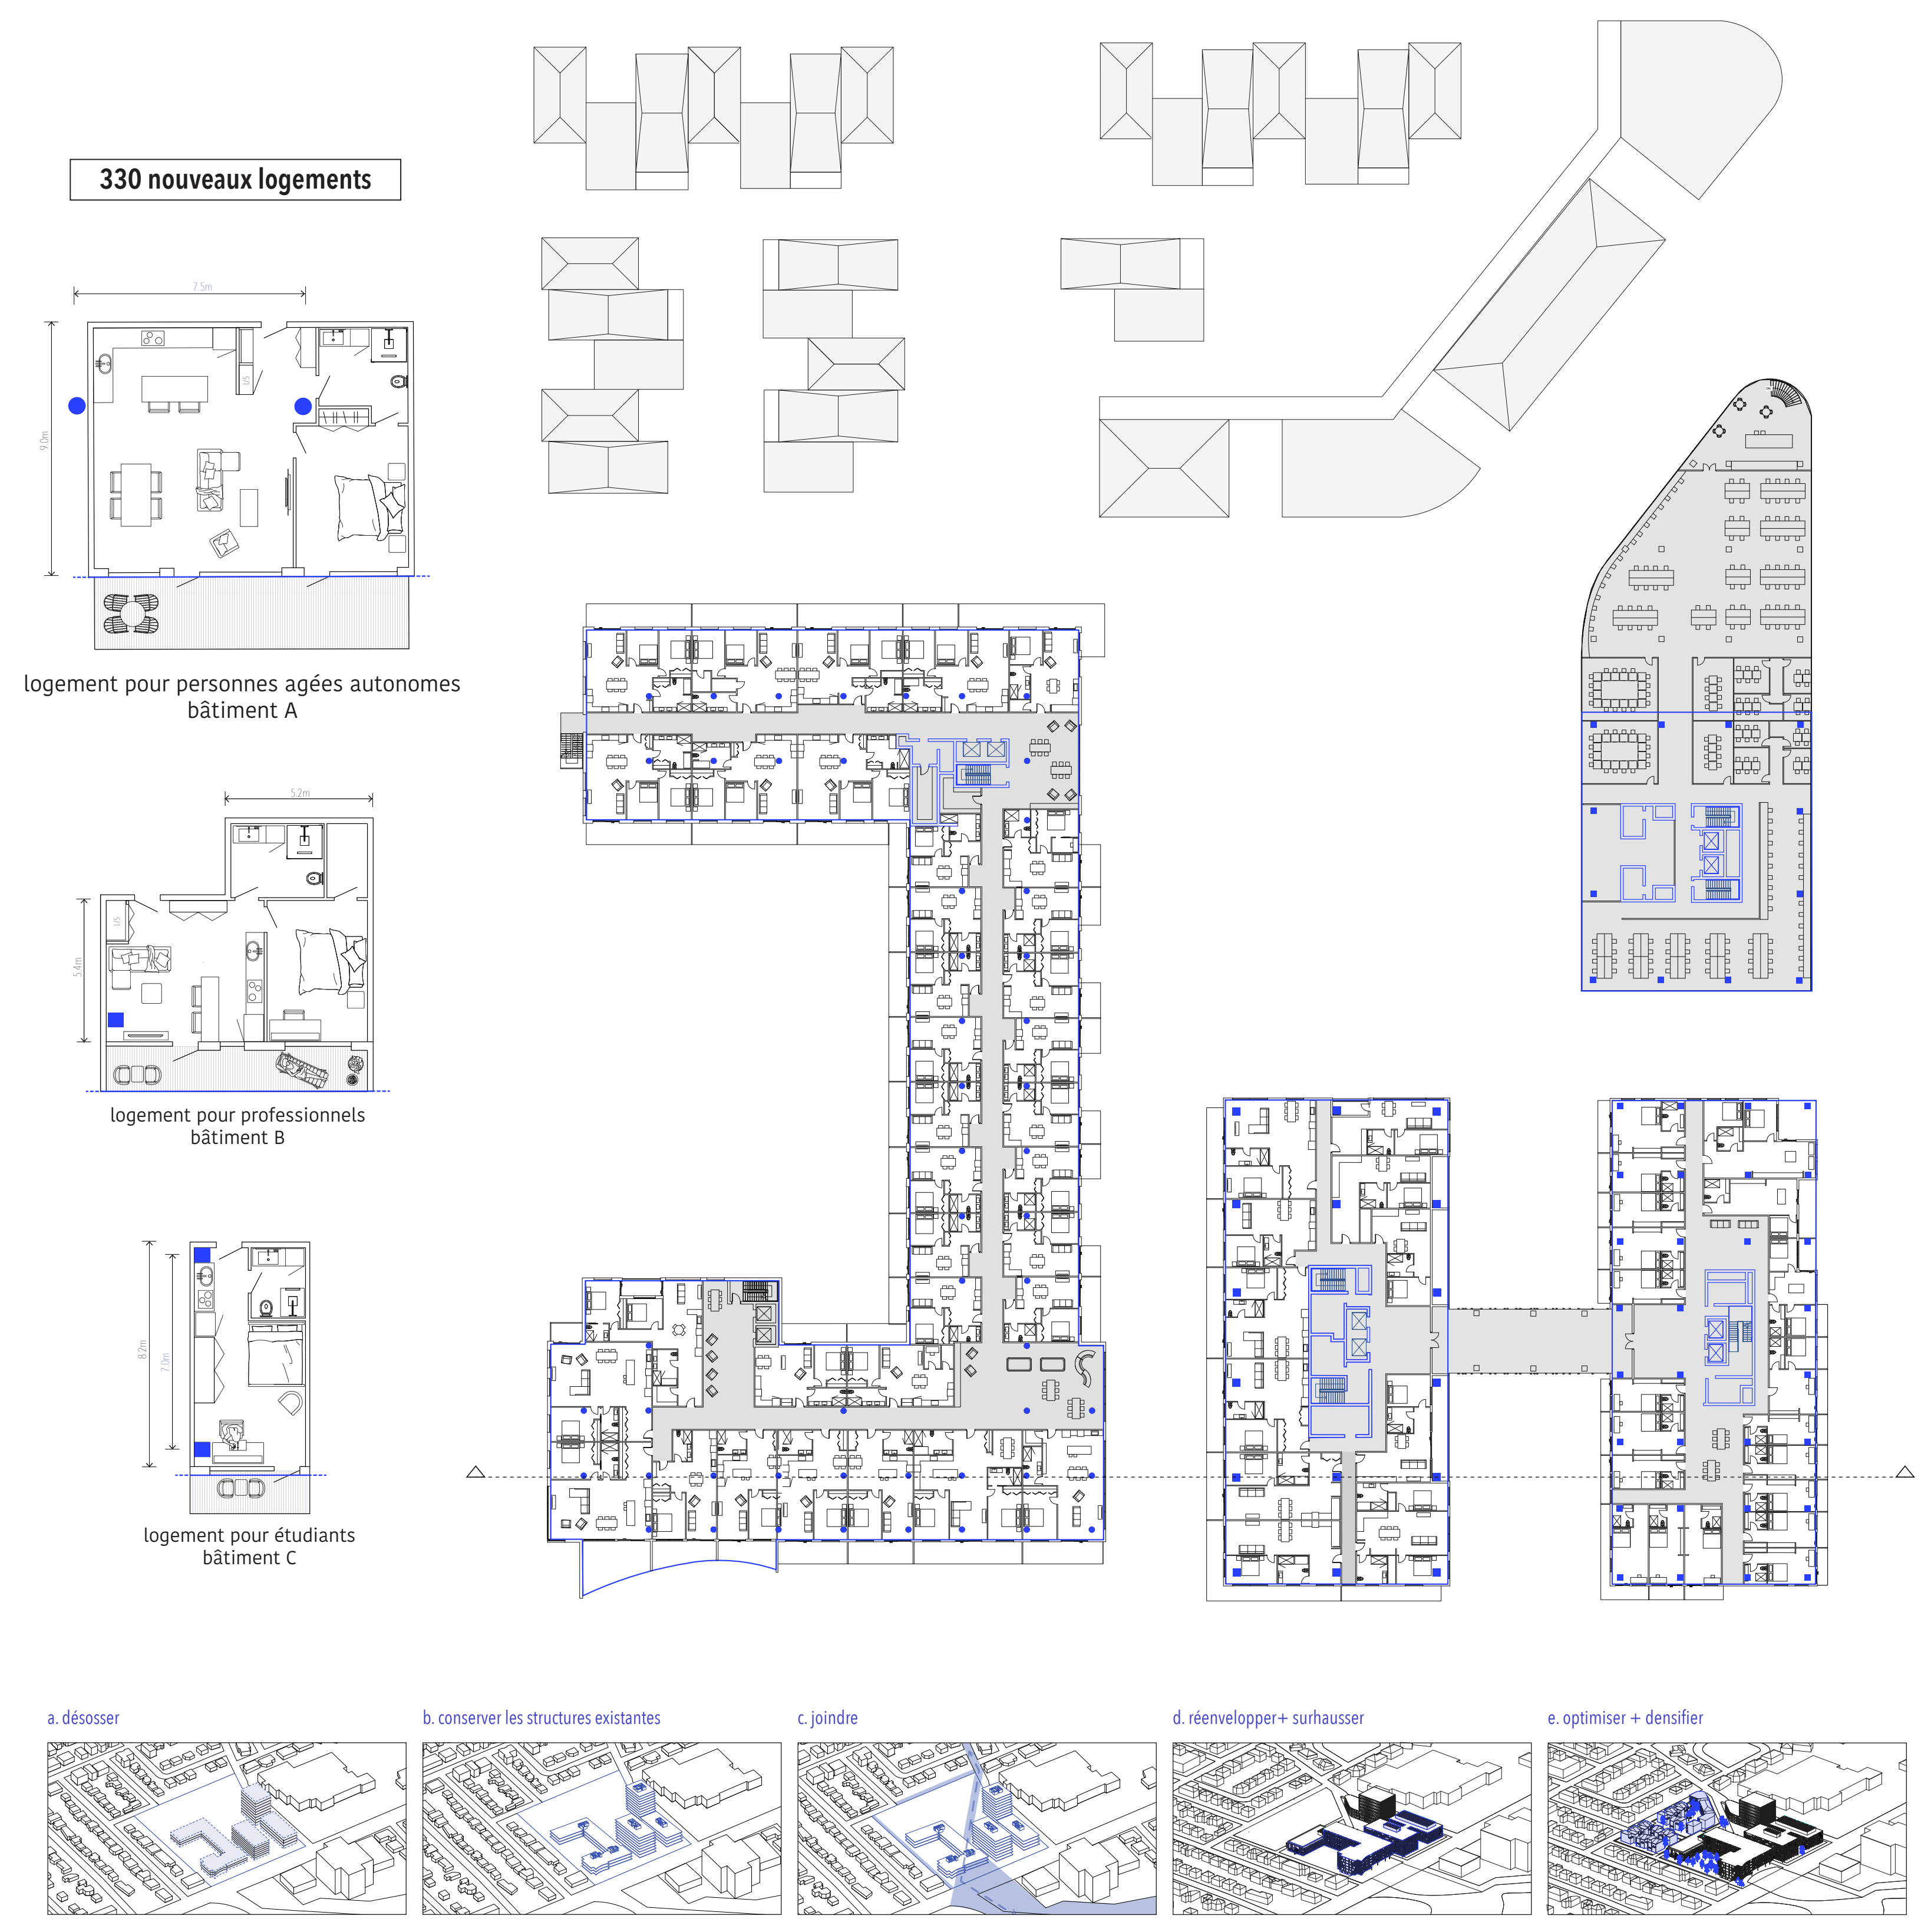 330 nouveaux logements
7.5m
9.0m
L/S
logement pour personnes agées autonomes
bâtiment A
5.2m
5.4m
L/S
logement pour professionnels
bâtiment B
8.2m
7.0m
logement pour étudiants
bâtiment C
a. désosser
b. conserver les structures existantes
c. joindre
d. réenvelopper+ surhausser
e. optimiser + densifier